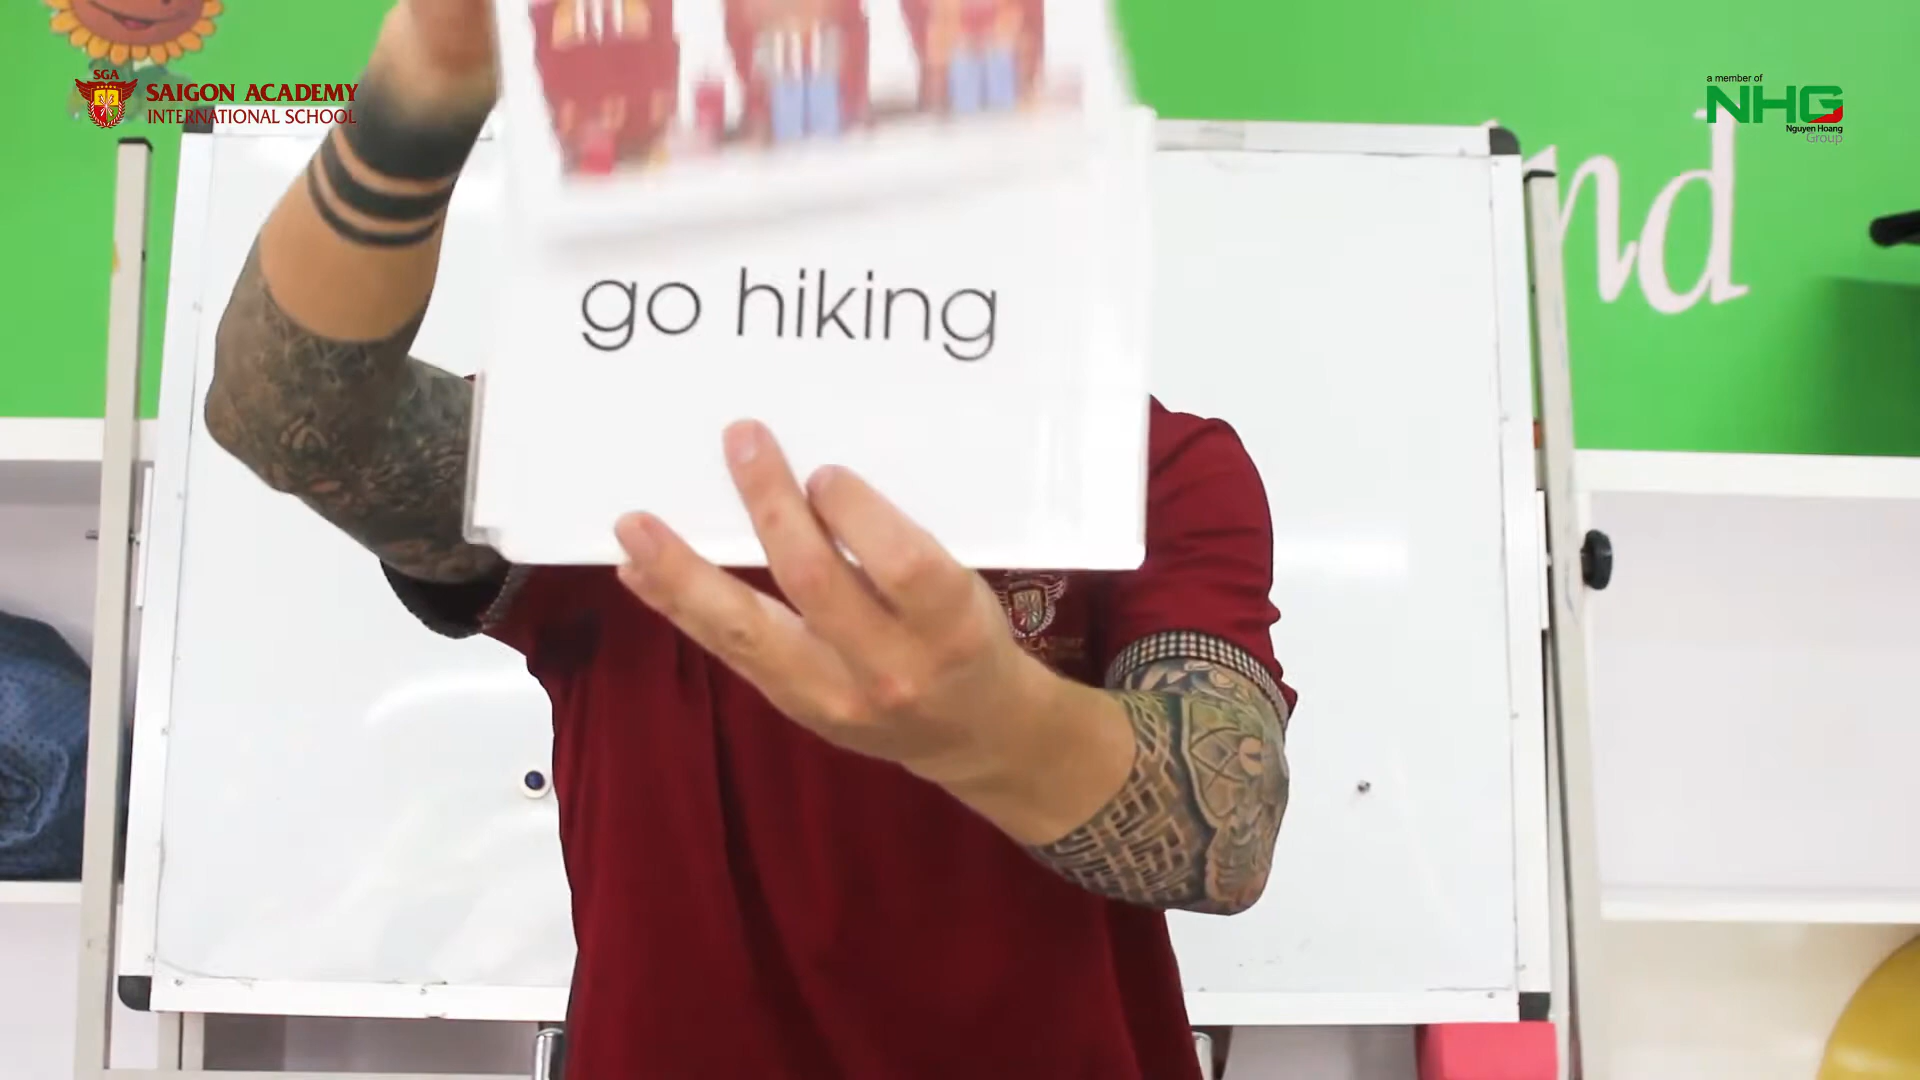 SGA
SAIGON ACADEMY
INTERNATIONAL SCHOOL
a member of
NHG
Nguyen Hoang
Group
nd
go hiking